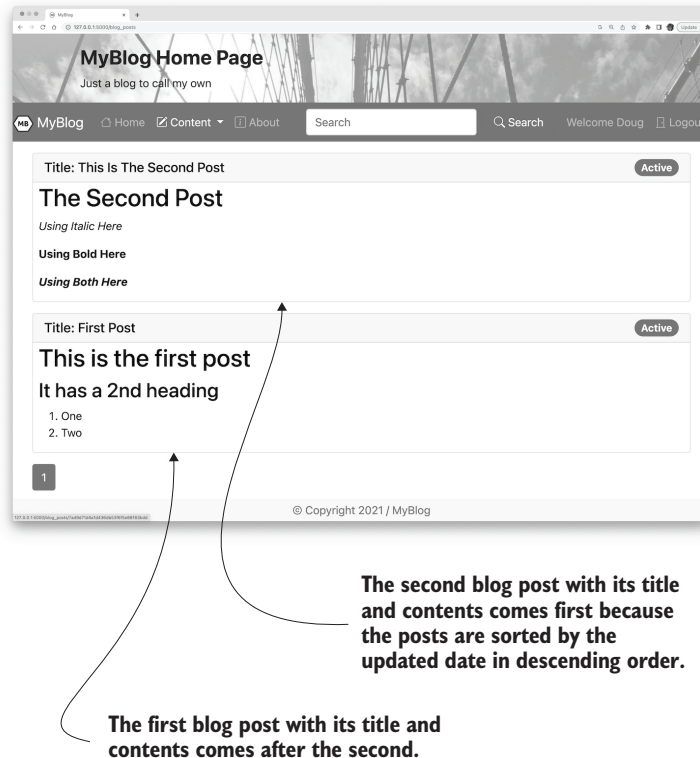 MyBlog
127.0.0.1:5000/blog_posts
Update
MyBlog Home Page
Just a blog to call my own
MB MyBlog Home Content About Search Search Welcome Doug Logou
Title: This Is The Second Post Active
The Second Post
Using Italic Here
Using Bold Here
Using Both Here
Title: First Post Active
This is the first post
It has a 2nd heading
1. One
2. Two
1
© Copyright 2021 / MyBlog
The second blog post with its title
and contents comes first because
the posts are sorted by the
updated date in descending order.
The first blog post with its title and
contents comes after the second.